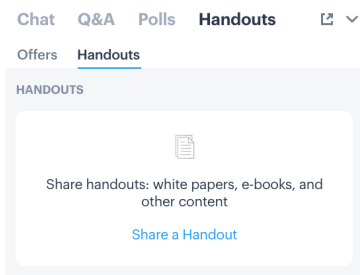 Chat Q&A Polls Handouts
Offers Handouts
HANDOUTS
Share handouts: white papers, e-books, and
other content
Share a Handout